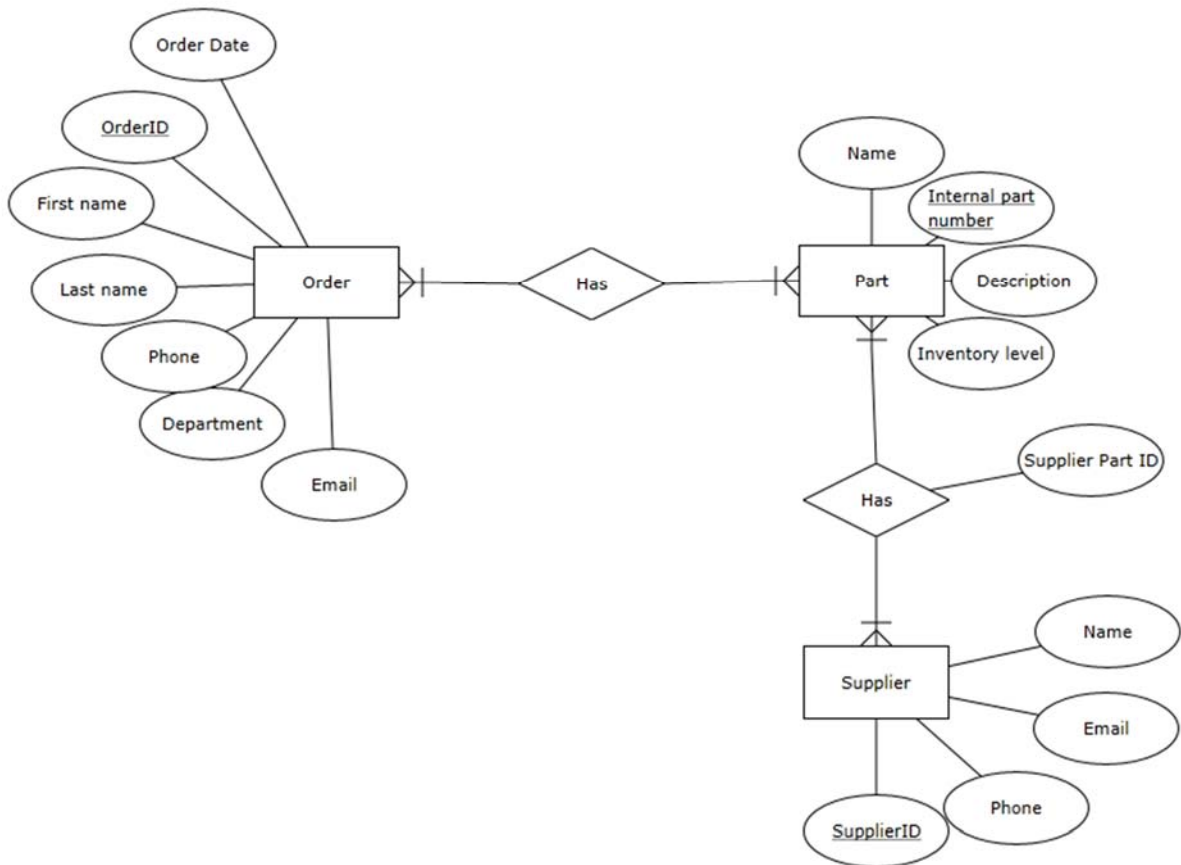 Order Date
OrderID
First name
Last name
Phone
Department
Email
Order
Has
Name
Internal part
number
Part
Description
Inventory level
Has
Supplier Part ID
Supplier
Name
Email
Phone
SupplierID